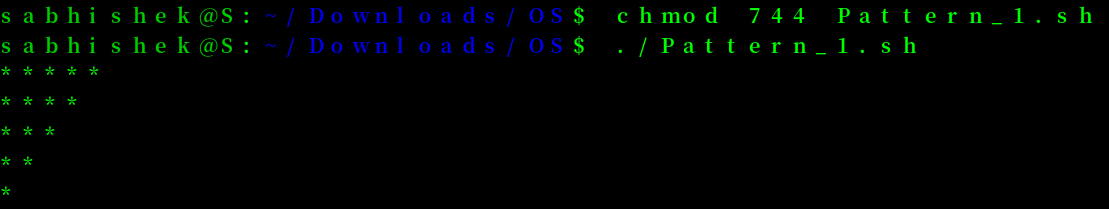 sabhishek@S:~/Downloads/OS$ chmod 744 Pattern_1.sh
sabhishek@S:~/Downloads/OS$ ./Pattern_1.sh
*****
****
***
**
*